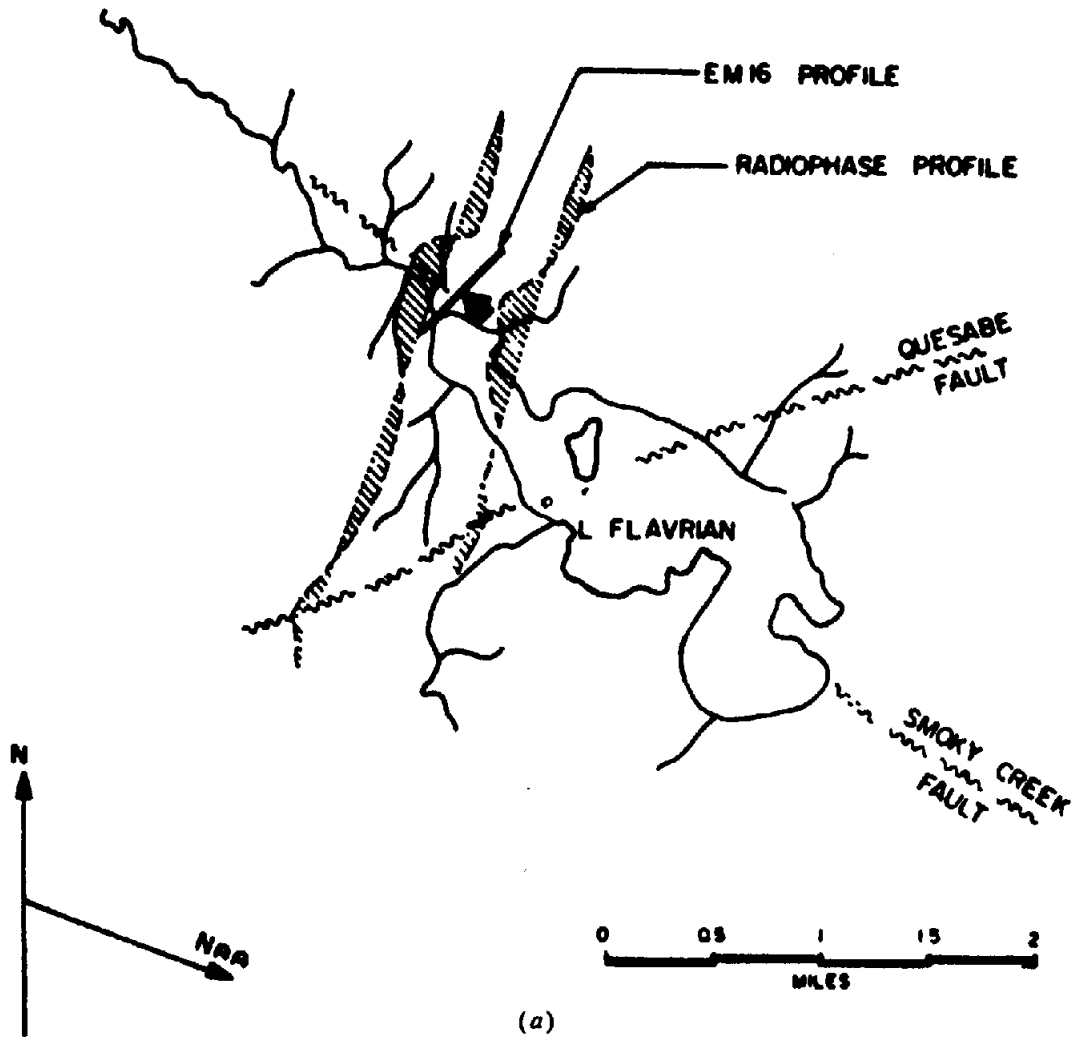 EM16 PROFILE
RADIOPHASE PROFILE
QUESABE
FAULT
L FLAVRIAN
SMOKY CREEK
FAULT
N
NAA
0 0.5 1 1.5 2
MILES
(a)